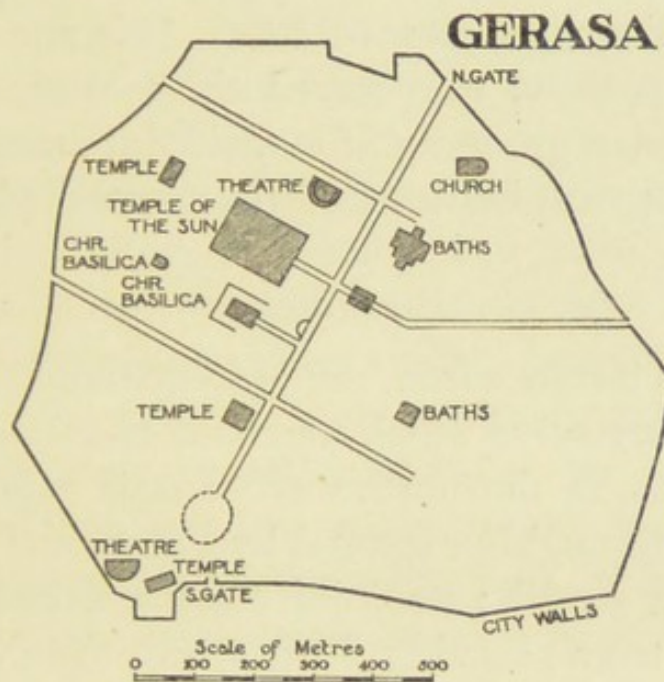 GERASA
N.GATE
TEMPLE
THEATRE
CHURCH
TEMPLE OF
THE SUN
CHR.
BASILICA
BATHS
CHR.
BASILICA
TEMPLE
BATHS
THEATRE
TEMPLE
S.GATE
CITY WALLS
Scale of Metres
0 100 200 300 400 500